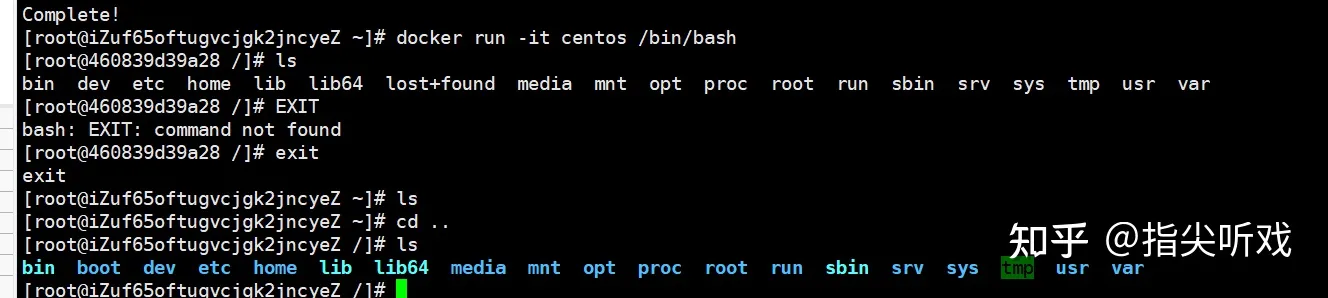 Complete!
[root@iZuf65oftugvcjgk2jncyeZ ~]# docker run -it centos /bin/bash
[root@460839d39a28 /]# ls
bin dev etc home lib lib64 lost+found media mnt opt proc root run sbin srv sys tmp usr var
[root@460839d39a28 /]# EXIT
bash: EXIT: command not found
[root@460839d39a28 /]# exit
exit
[root@iZuf65oftugvcjgk2jncyeZ ~]# ls
[root@iZuf65oftugvcjgk2jncyeZ ~]# cd ..
[root@iZuf65oftugvcjgk2jncyeZ /]# ls
bin boot dev etc home lib lib64 media mnt opt proc root run sbin srv sys tmp usr var
[root@iZuf65oftugvcjgk2jncyeZ /]#
知乎 @指尖听戏